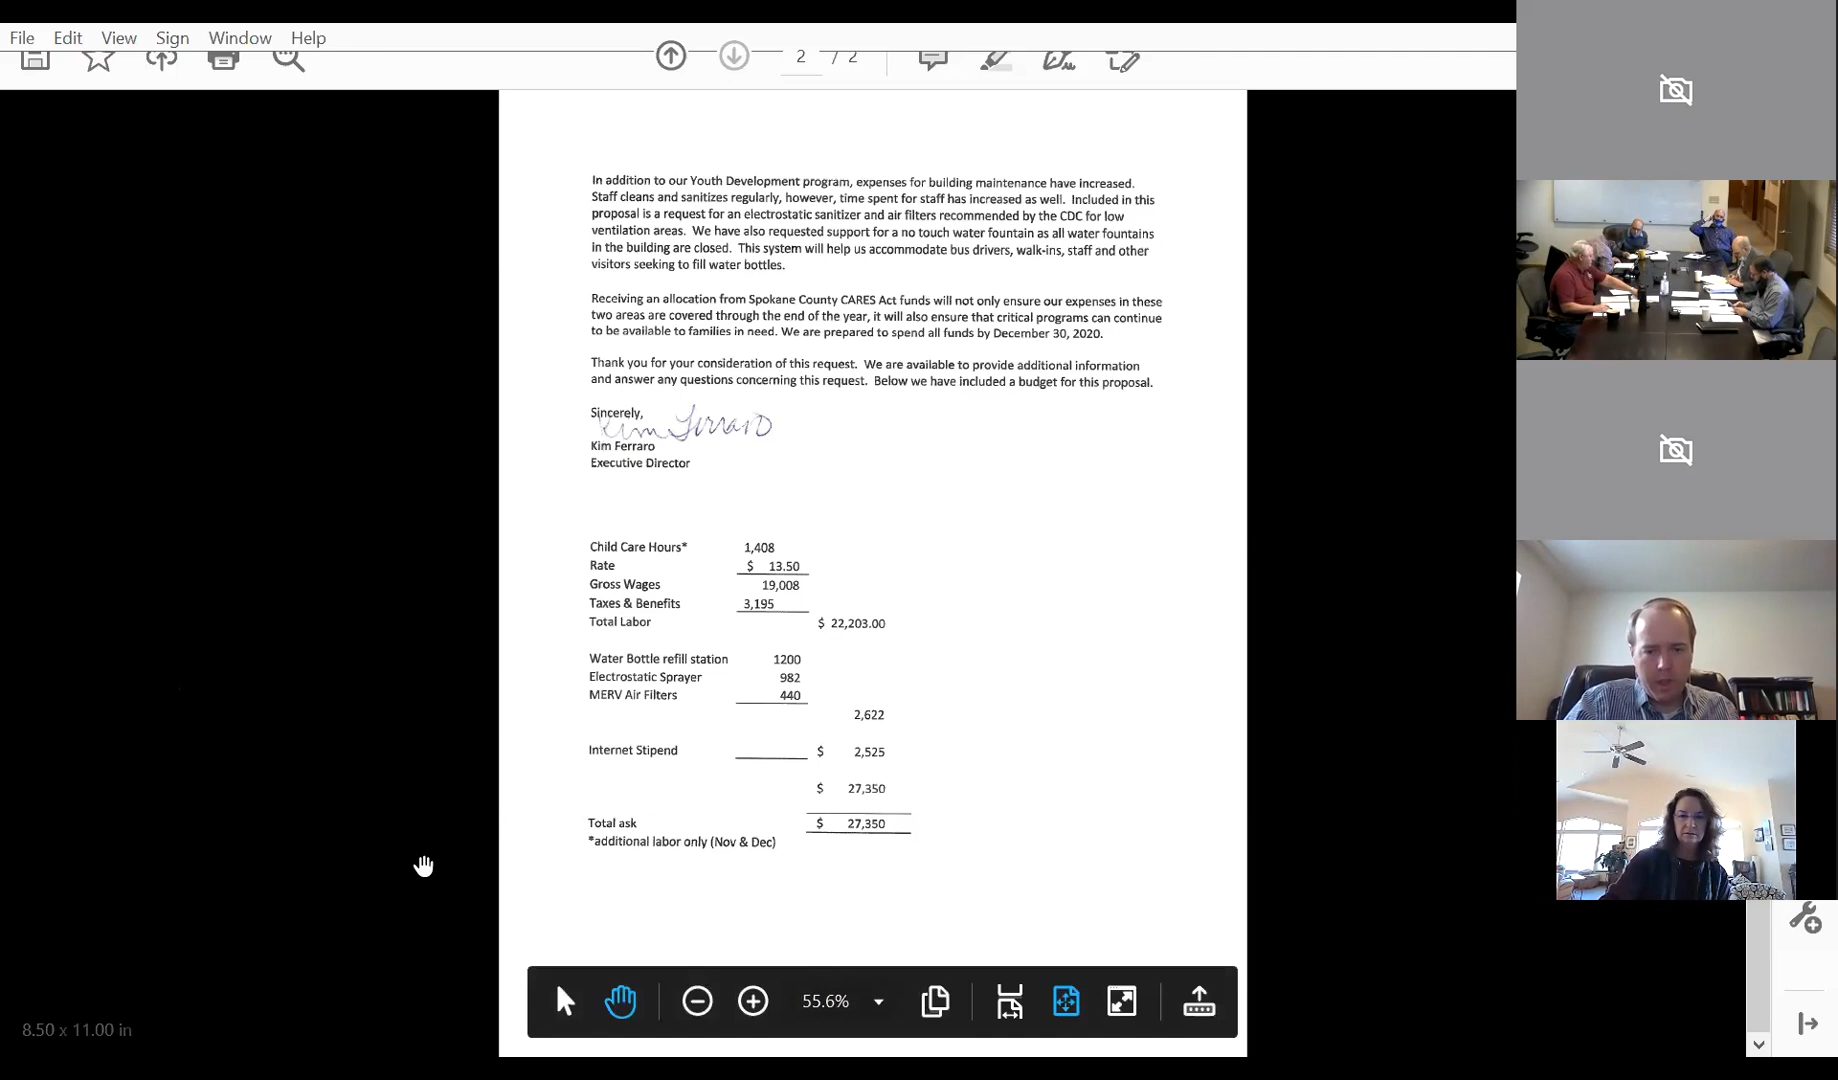 File Edit View Sign Window Help
2 / 2
In addition to our Youth Development program, expenses for building maintenance have increased.
Staff cleans and sanitizes regularly, however, time spent for staff has increased as well. Included in this
proposal is a request for an electrostatic sanitizer and air filters recommended by the CDC for low
ventilation areas. We have also requested support for a no touch water fountain as all water fountains
in the building are closed. This system will help us accommodate bus drivers, walk-ins, staff and other
visitors seeking to fill water bottles.
Receiving an allocation from Spokane County CARES Act funds will not only ensure our expenses in these
two areas are covered through the end of the year, it will also ensure that critical programs can continue
to be available to families in need. We are prepared to spend all funds by December 30, 2020.
Thank you for your consideration of this request. We are available to provide additional information
and answer any questions concerning this request. Below we have included a budget for this proposal.
Sincerely,
Kim Ferraro
Kim Ferraro
Executive Director
Child Care Hours* 1,408
Rate $ 13.50
Gross Wages 19,008
Taxes & Benefits 3,195
Total Labor $ 22,203.00
Water Bottle refill station 1200
Electrostatic Sprayer 982
MERV Air Filters 440
2,622
Internet Stipend $ 2,525
$ 27,350
Total ask $ 27,350
*additional labor only (Nov & Dec)
55.6%
8.50 x 11.00 in